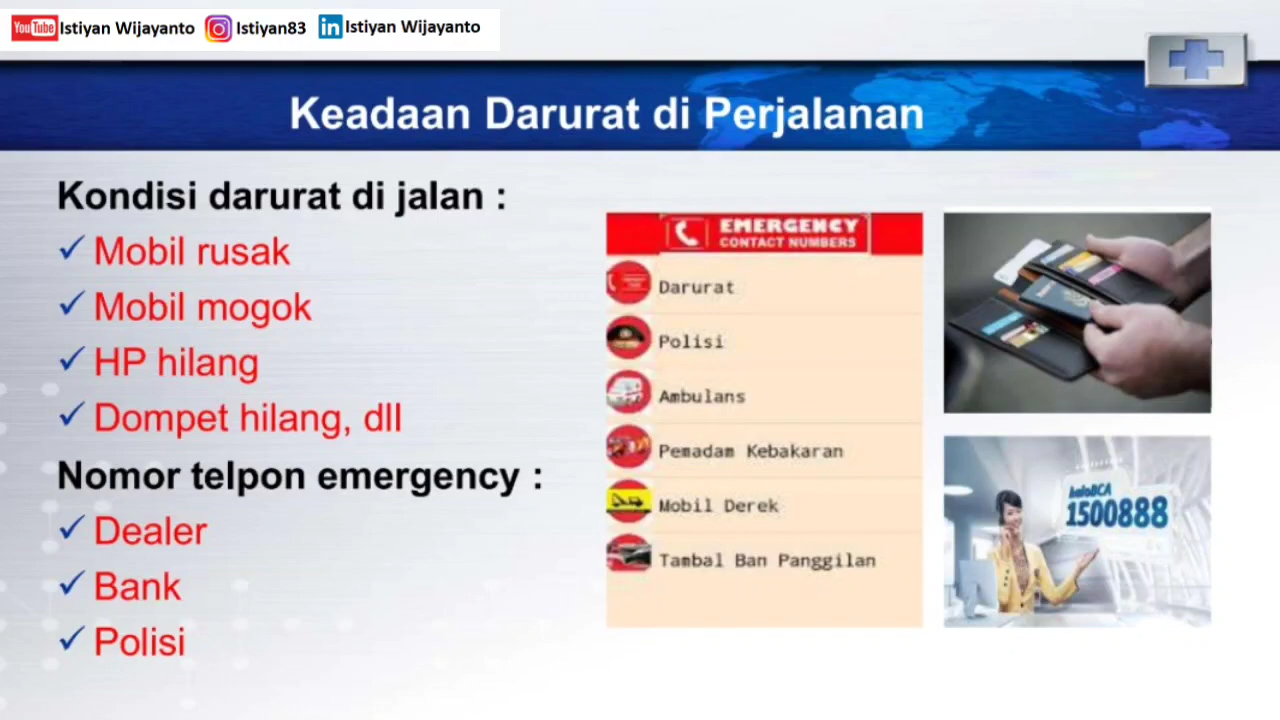 YouTube Istiyan Wijayanto Istiyan83 in Istiyan Wijayanto
Keadaan Darurat di Perjalanan
Kondisi darurat di jalan :
Mobil rusak
Mobil mogok
HP hilang
Dompet hilang, dll
Nomor telpon emergency :
Dealer
Bank
Polisi
EMERGENCY
CONTACT NUMBERS
Darurat
Polisi
Ambulans
Pemadam Kebakaran
Mobil Derek
Tambal Ban Panggilan
haloBCA
1500888